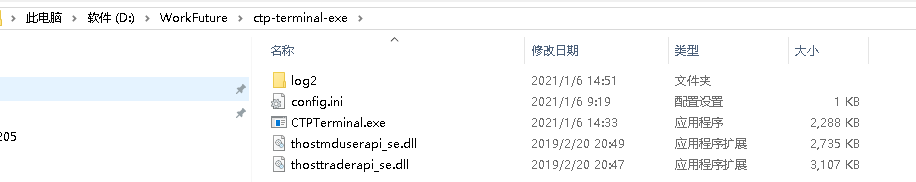 此电脑 > 软件 (D:) > WorkFuture > ctp-terminal-exe >
名称 修改日期 类型 大小
log2 2021/1/6 14:51 文件夹
config.ini 2021/1/6 9:19 配置设置 1 KB
CTPTerminal.exe 2021/1/6 14:33 应用程序 2,288 KB
205 thostmduserapi_se.dll 2019/2/20 20:49 应用程序扩展 2,735 KB
thosttraderapi_se.dll 2019/2/20 20:47 应用程序扩展 3,107 KB